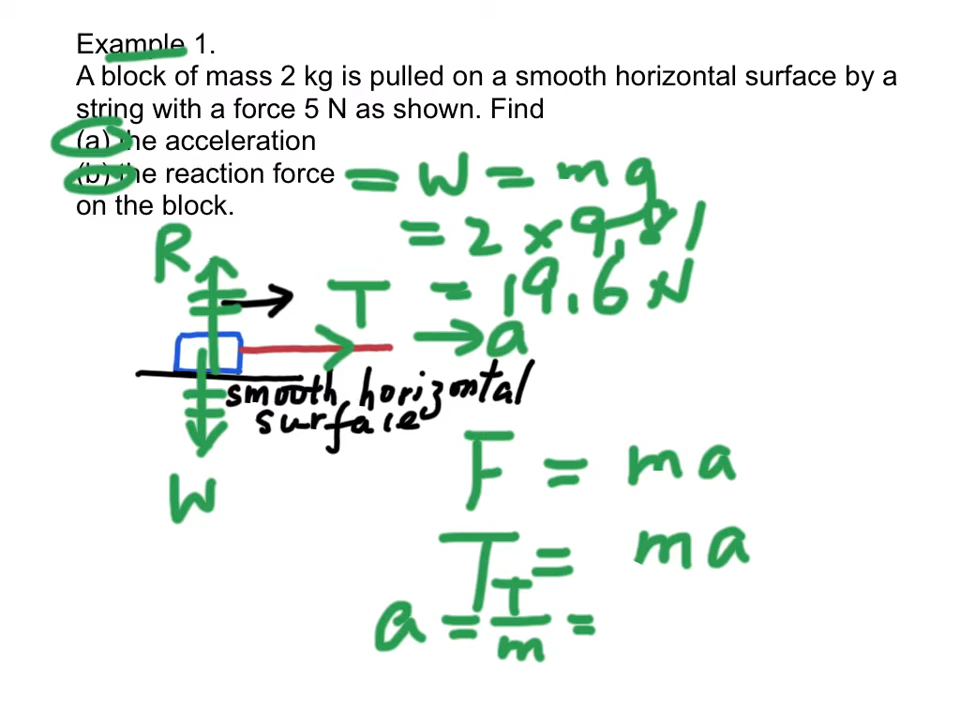 Example 1.
A block of mass 2 kg is pulled on a smooth horizontal surface by a
string with a force 5 N as shown. Find
(a) the acceleration
(b) the reaction force = W = mg
on the block. = 2 × 9.81
R T = 19.6 N
a
smooth horizontal
surface
W
F = ma
T = ma
a = T/m =